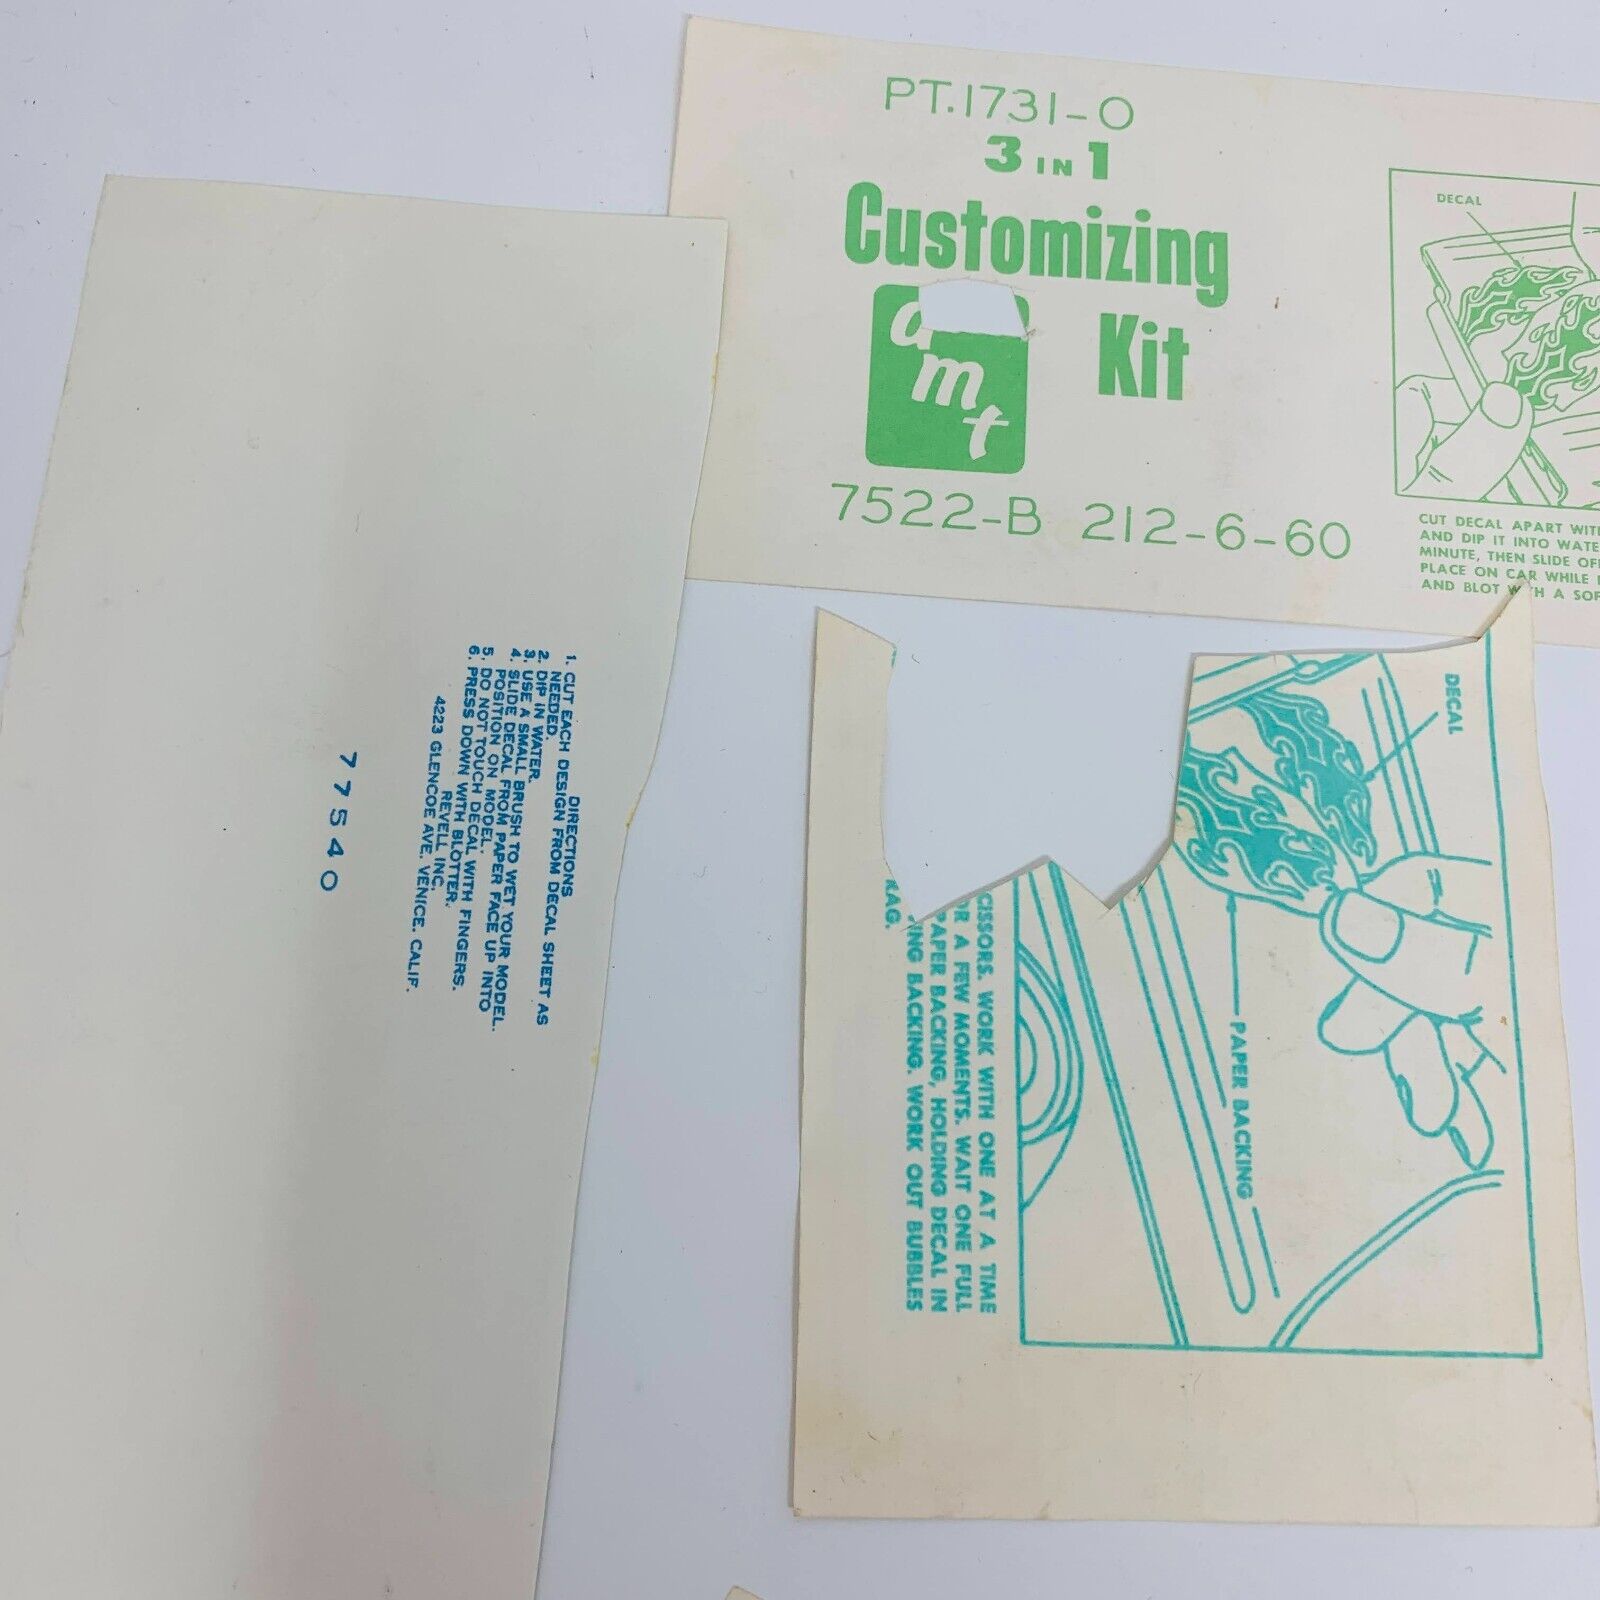 PT.1731-O
3 IN 1
Customizing
amt Kit
7522-B 212-6-60
DECAL
CUT DECAL APART
AND DIP IT INTO
MINUTE, THEN SLIDE
PLACE ON CAR WHILE
AND BLOT WITH A
DIRECTIONS
1. CUT EACH DESIGN FROM DECAL SHEET AS
NEEDED.
2. DIP IN WATER.
3. USE A SMALL BRUSH TO WET YOUR MODEL.
4. SLIDE DECAL FROM PAPER FACE UP INTO
POSITION ON MODEL.
5. DO NOT TOUCH DECAL WITH FINGERS.
6. PRESS DOWN WITH BLOTTER.
REVELL INC.
4223 GLENCOE AVE. VENICE, CALIF.
77540
DECAL
PAPER BACKING
CISSORS. WORK WITH ONE AT A TIME
OR A FEW MOMENTS. WAIT ONE FULL
PAPER BACKING, HOLDING DECAL IN
ING BACKING. WORK OUT BUBBLES
RAG.